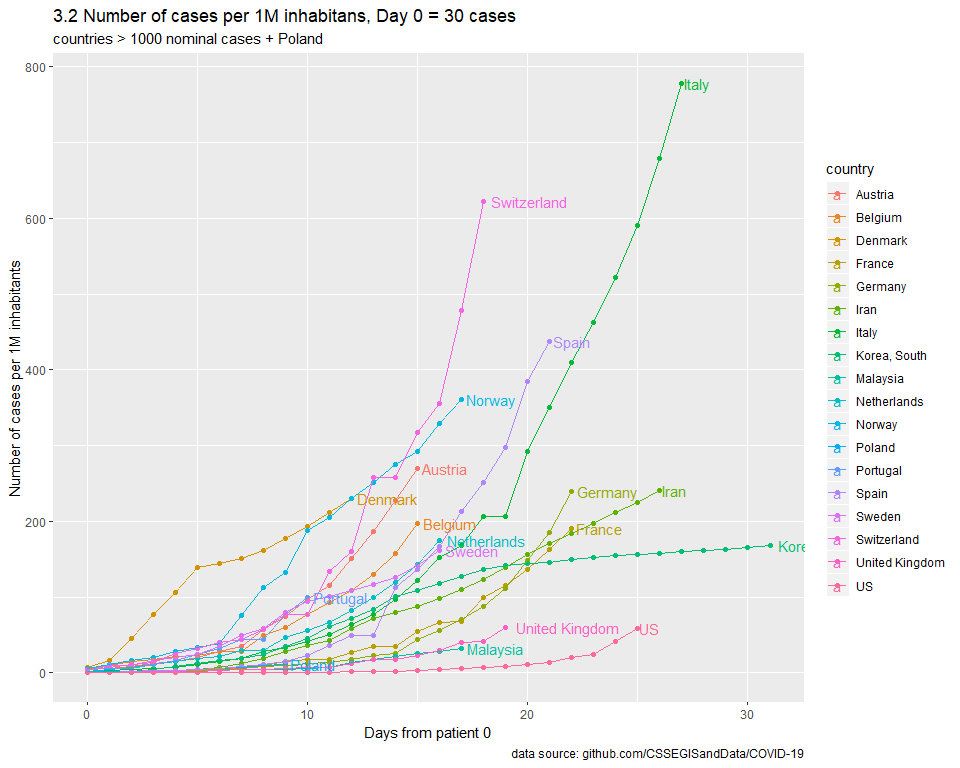 3.2 Number of cases per 1M inhabitans, Day 0 = 30 cases
countries > 1000 nominal cases + Poland
800
600
400
200
0
Number of cases per 1M inhabitants
Italy
Switzerland
Spain
Norway
Austria
Denmark
Germany
Iran
Belgium
France
Netherlands
Sweden
Kore
Portugal
United Kingdom
US
Malaysia
Poland
0
10
20
30
Days from patient 0
data source: github.com/CSSEGISandData/COVID-19
country
a Austria
a Belgium
a Denmark
a France
a Germany
a Iran
a Italy
a Korea, South
a Malaysia
a Netherlands
a Norway
a Poland
a Portugal
a Spain
a Sweden
a Switzerland
a United Kingdom
a US